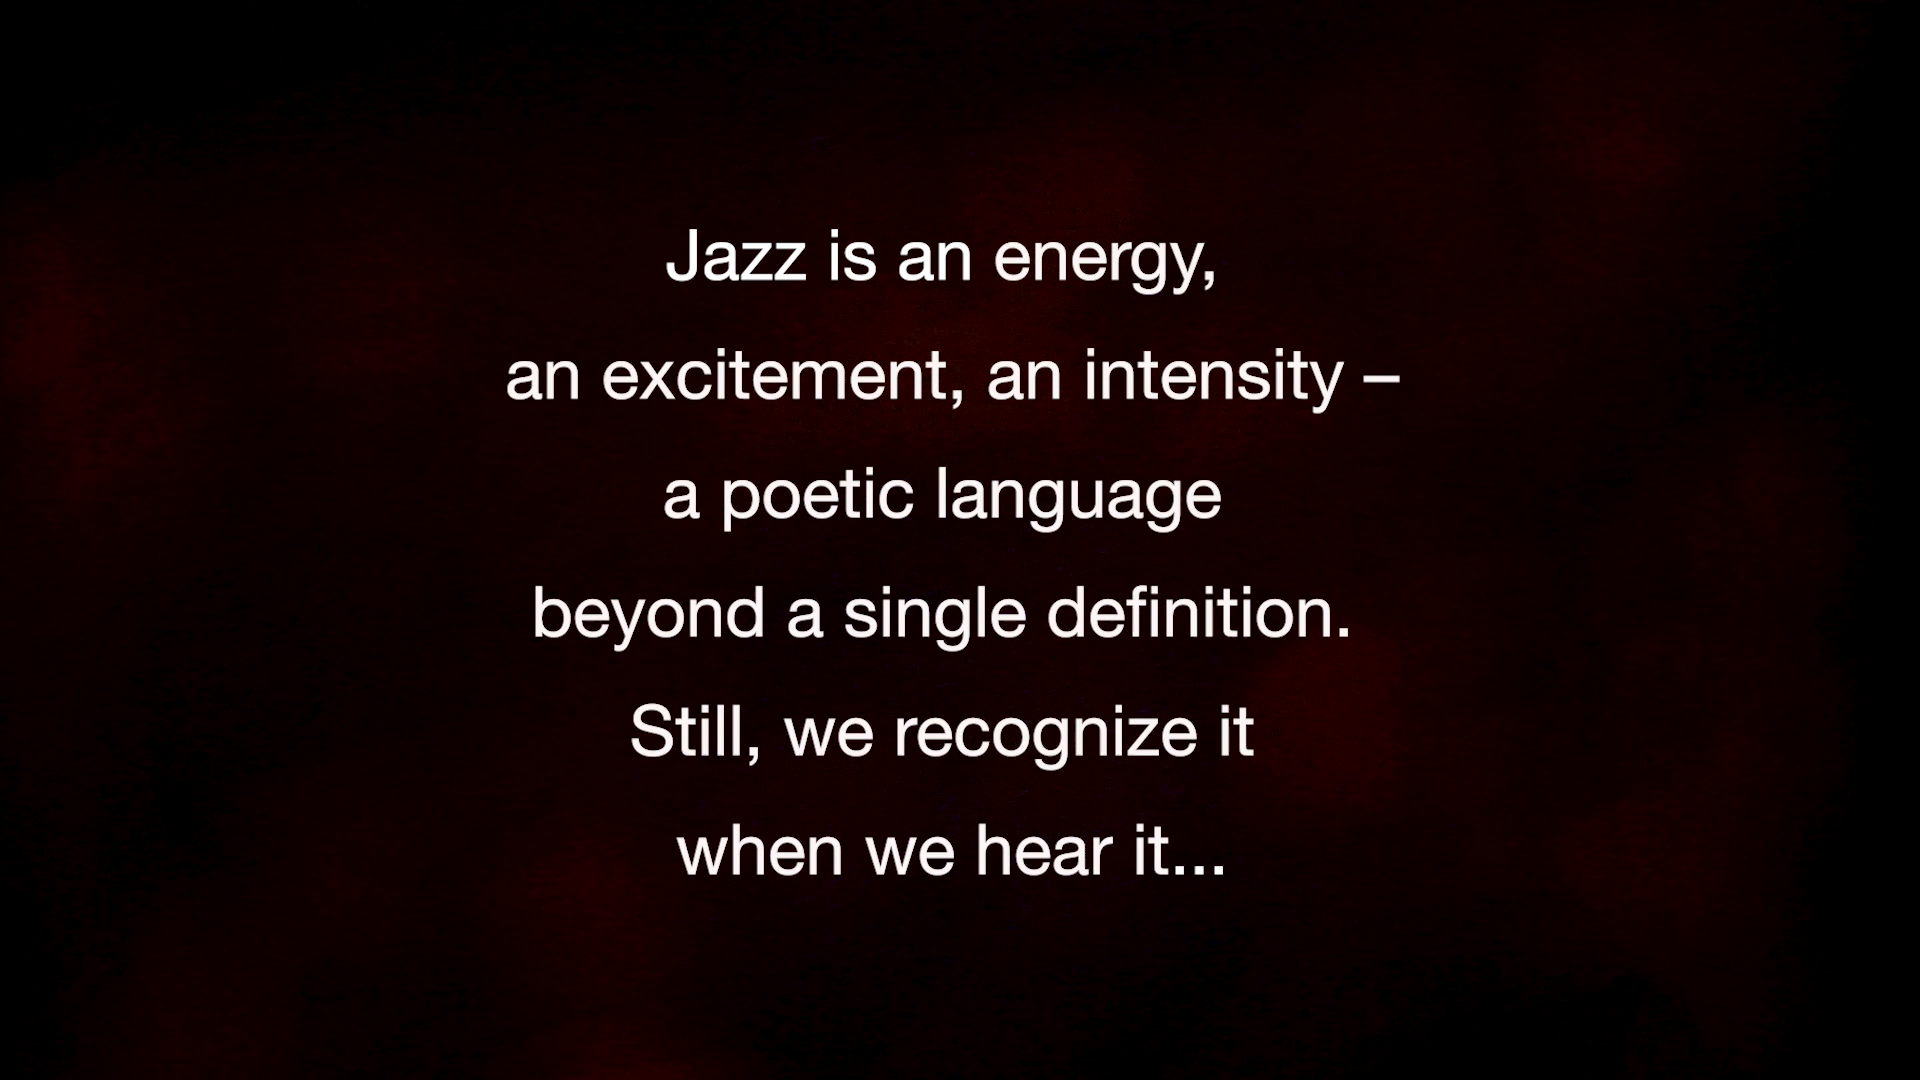 Jazz is an energy,
an excitement, an intensity –
a poetic language
beyond a single definition.
Still, we recognize it
when we hear it...